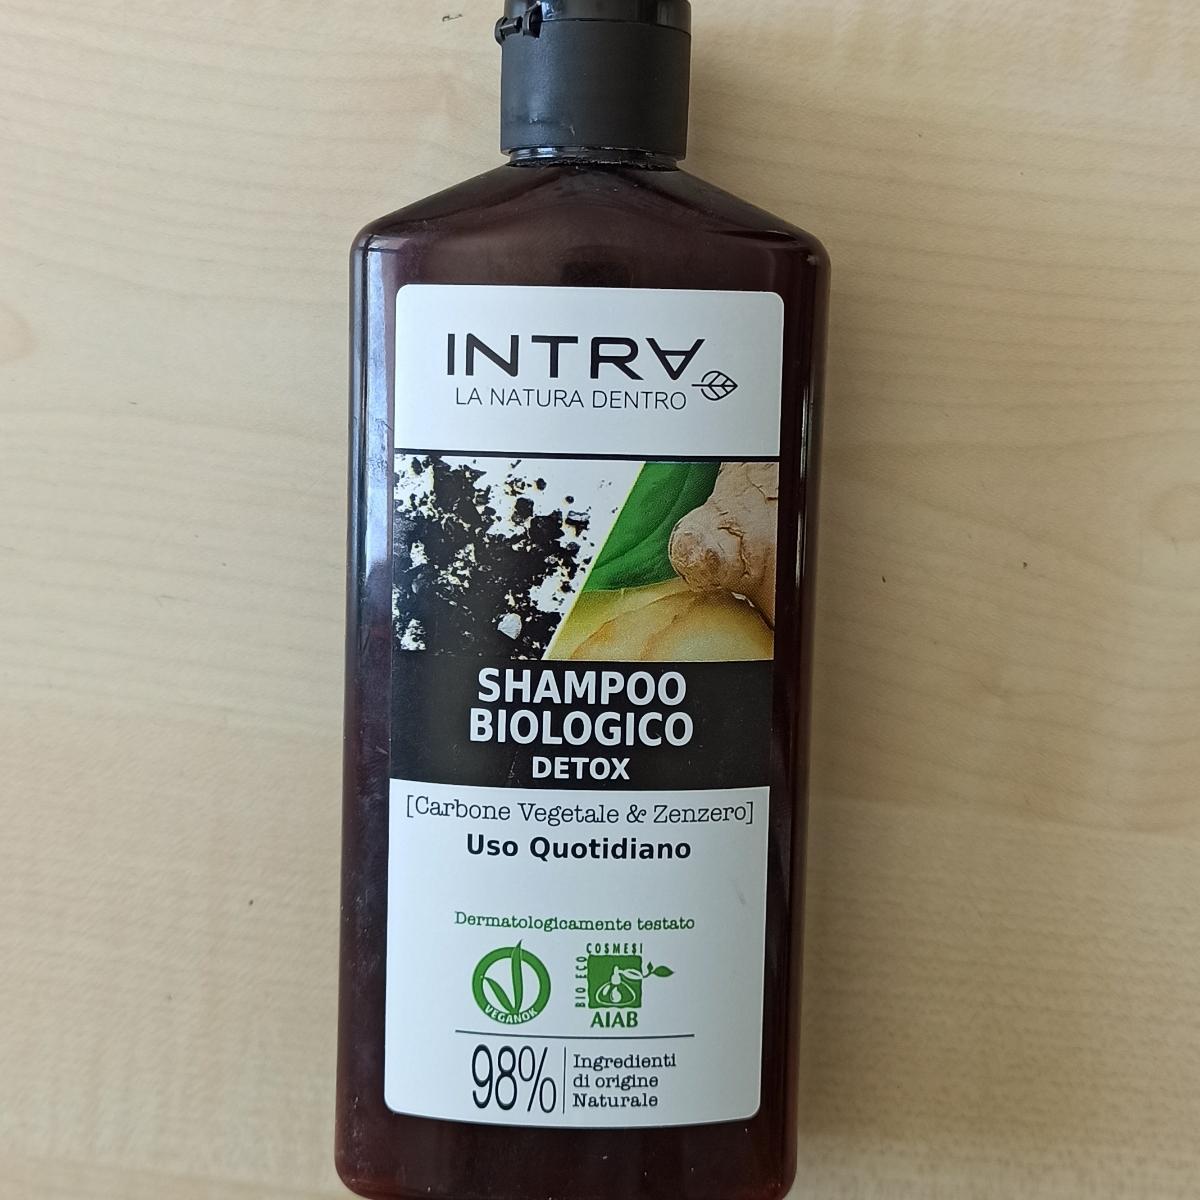 INTRA
LA NATURA DENTRO
SHAMPOO
BIOLOGICO
DETOX
[Carbone Vegetale & Zenzero]
Uso Quotidiano
Dermatologicamente testato
VEGANOK
BIO ECO COSMESI
AIAB
98%
Ingredienti
di origine
Naturale